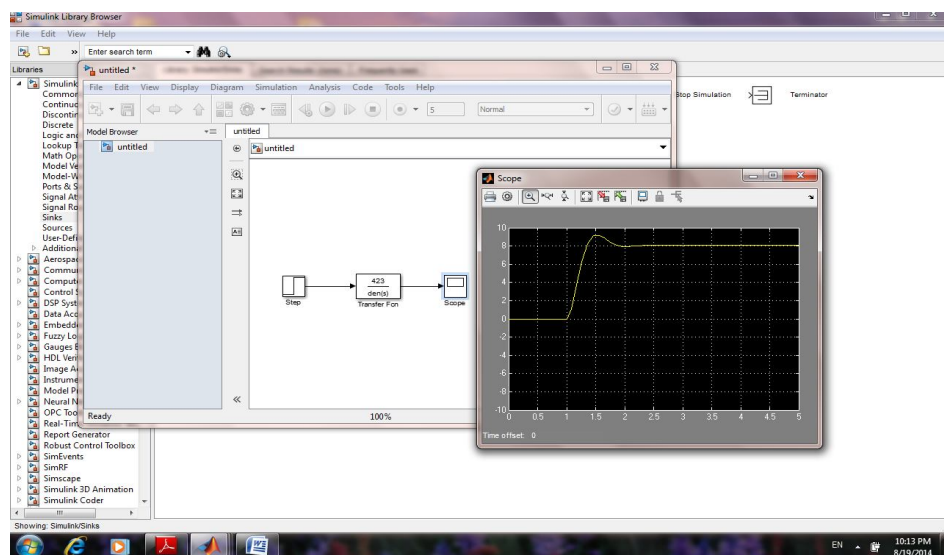 Simulink Library Browser
File Edit View Help
» Enter search term
Libraries
Simulink
Common
Continuo
Discontin
Discrete
Logic and
Lookup T
Math Op
Model Ve
Model-W
Ports & S
Signal At
Signal Ro
Sinks
Sources
User-Defi
Additiona
Aerospac
Commun
Compute
Control S
DSP Syst
Data Acq
Embedde
Fuzzy Lo
Gauges B
HDL Veri
Image Ac
Instrume
Model Pr
Neural N
OPC Too
Real-Tim
Report Generator
Robust Control Toolbox
SimEvents
SimRF
Simscape
Simulink 3D Animation
Simulink Coder
Showing: Simulink/Sinks
untitled *
File Edit View Display Diagram Simulation Analysis Code Tools Help
5 Normal
Model Browser
untitled
untitled
untitled
423
den(s)
Step
Transfer Fcn
Scope
Ready
100%
Stop Simulation
Terminator
Scope
10
8
6
4
2
0
-2
-4
-6
-8
-10
0 0.5 1 1.5 2 2.5 3 3.5 4 4.5 5
Time offset: 0
EN
10:13 PM
8/19/2014